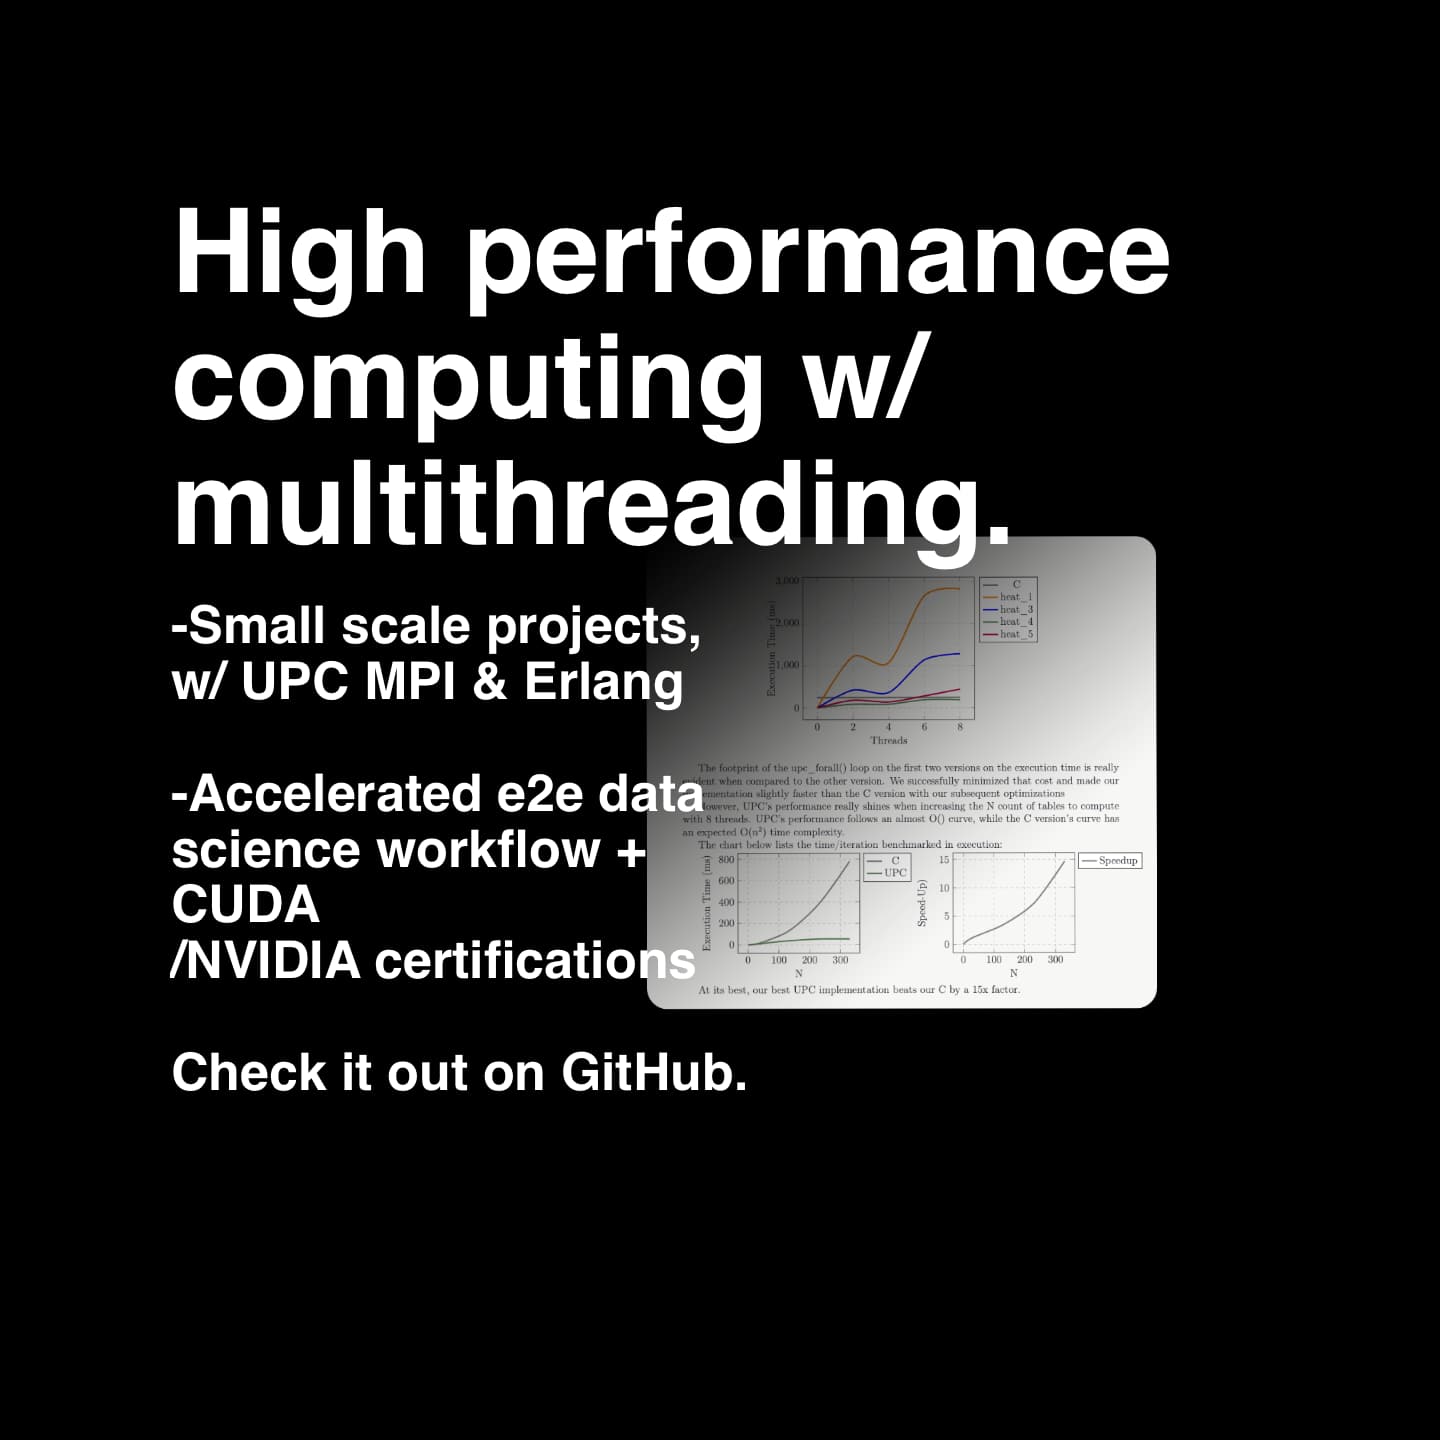 High performance
computing w/
multithreading.
-Small scale projects,
w/ UPC MPI & Erlang
-Accelerated e2e data
science workflow +
CUDA
/NVIDIA certifications
Check it out on GitHub.
3,000
2,000
1,000
0
Execution Time (ms)
0 2 4 6 8
Threads
C
heat_1
heat_3
heat_4
heat_5
The footprint of the upc_forall() loop on the first two versions on the execution time is really
evident when compared to the other version. We successfully minimized that cost and made our
ementation slightly faster than the C version with our subsequent optimizations
However, UPC's performance really shines when increasing the N count of tables to compute
with 8 threads. UPC's performance follows an almost O() curve, while the C version's curve has
an expected O(n²) time complexity.
The chart below lists the time/iteration benchmarked in execution:
800
600
400
200
0
Execution Time (ms)
0 100 200 300
N
C
UPC
15
10
5
0
Speed-Up)
0 100 200 300
N
Speedup
At its best, our best UPC implementation beats our C by a 15x factor.